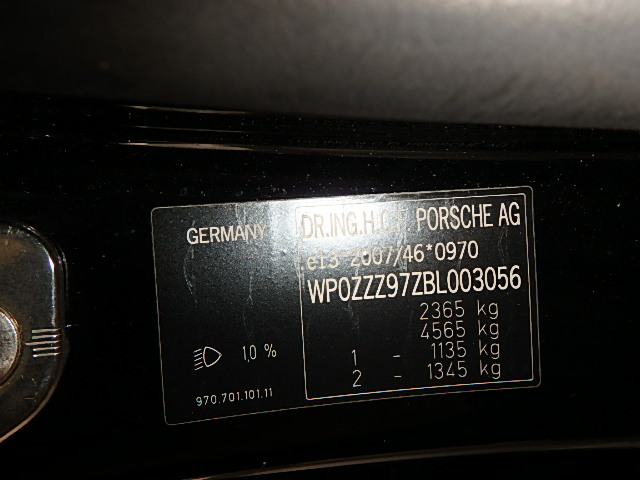 GERMANY
1,0 %
970.701.101.11
DR.ING.H.C.F. PORSCHE AG
e13*2007/46*0970
WP0ZZZ97ZBL003056
2365 kg
4565 kg
1 - 1135 kg
2 - 1345 kg